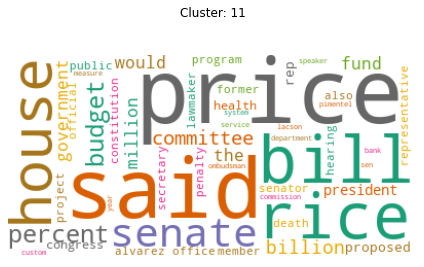 Cluster: 11
public
measure
official
government
house
budget
constitution
million
would
program
lawmaker
former
health
system
service
price
rep
speaker
fund
also
pimentel
representative
committee
the
ombudsman
said
bill
lacson
department
hearing
bank
sen
project
year
secretary
penalty
senator
commission
president
rice
death
percent
congress
custom
senate
alvarez
office
member
billion
proposed